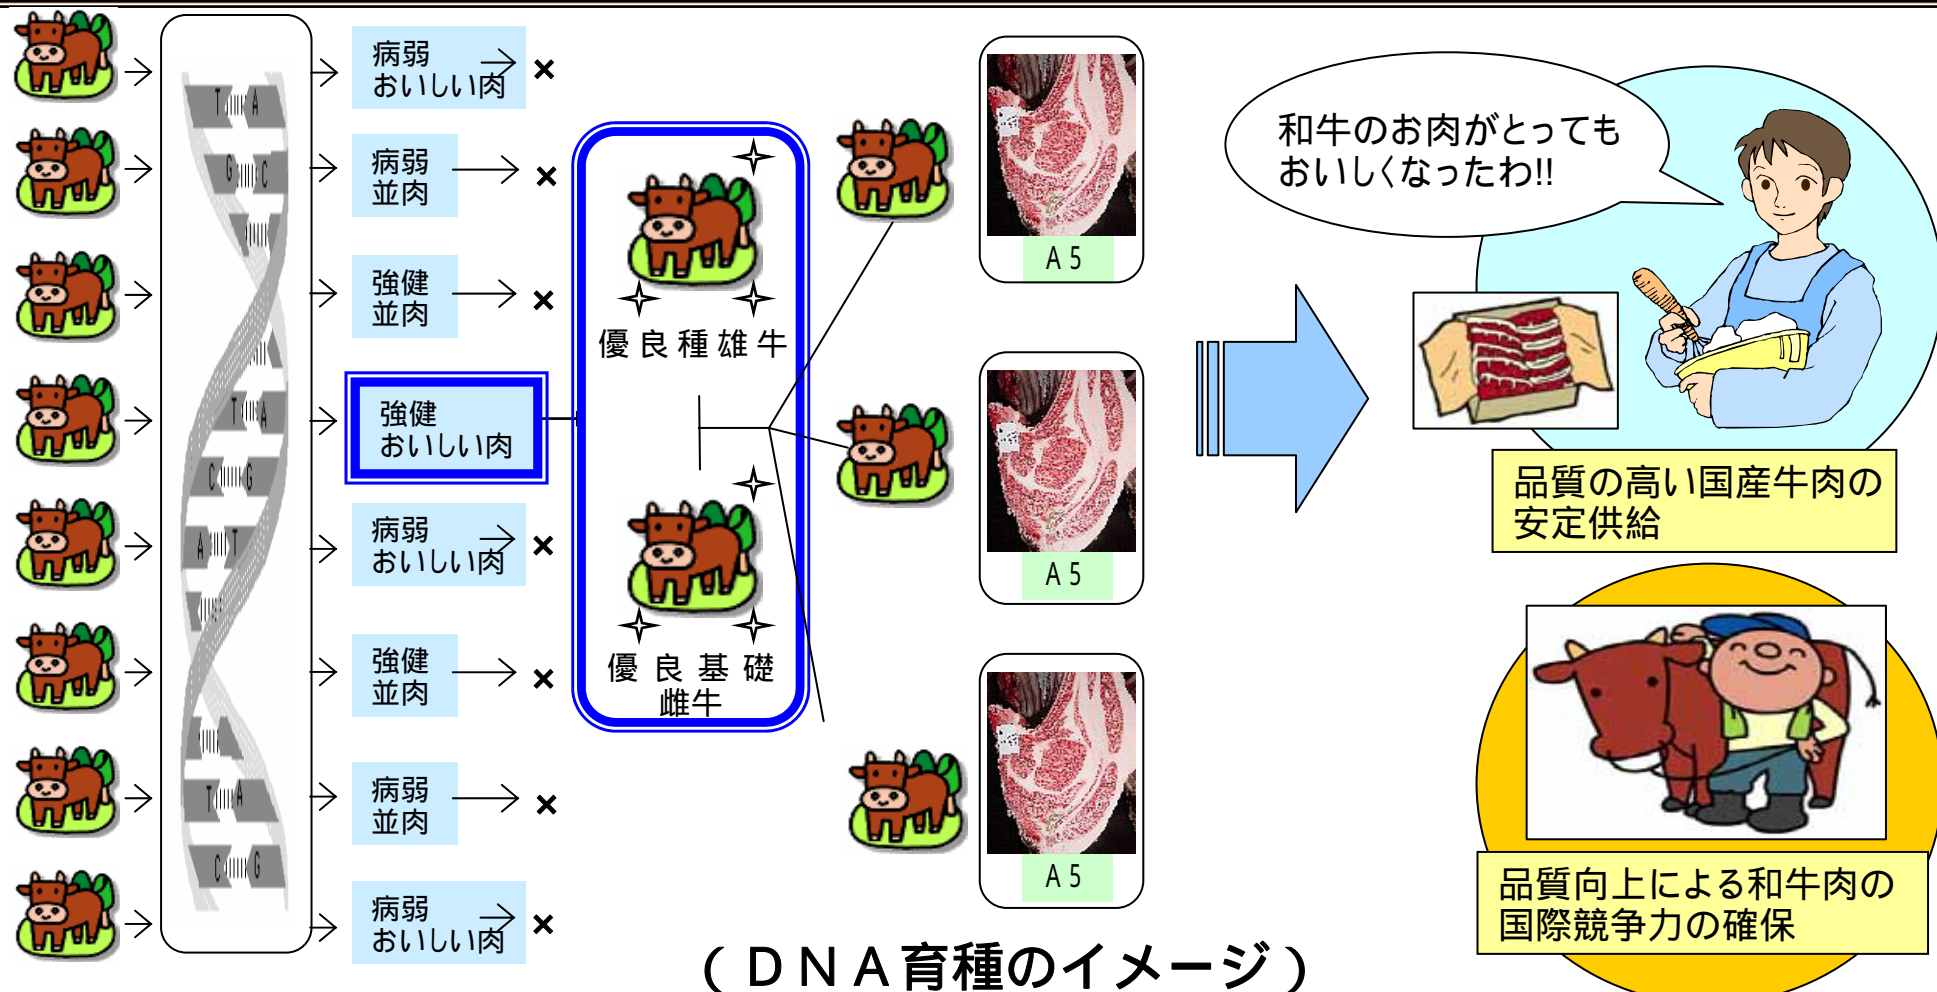 T A
G C
T A
C G
A T
T A
C G
病弱
おいしい肉
×
病弱
並肉
×
強健
並肉
×
強健
おいしい肉
病弱
おいしい肉
×
強健
並肉
×
病弱
並肉
×
病弱
おいしい肉
×
優良種雄牛
優良基礎
雌牛
A5
A5
A5
和牛のお肉がとっても
おいしくなったわ!!
品質の高い国産牛肉の
安定供給
品質向上による和牛肉の
国際競争力の確保
(DNA育種のイメージ)